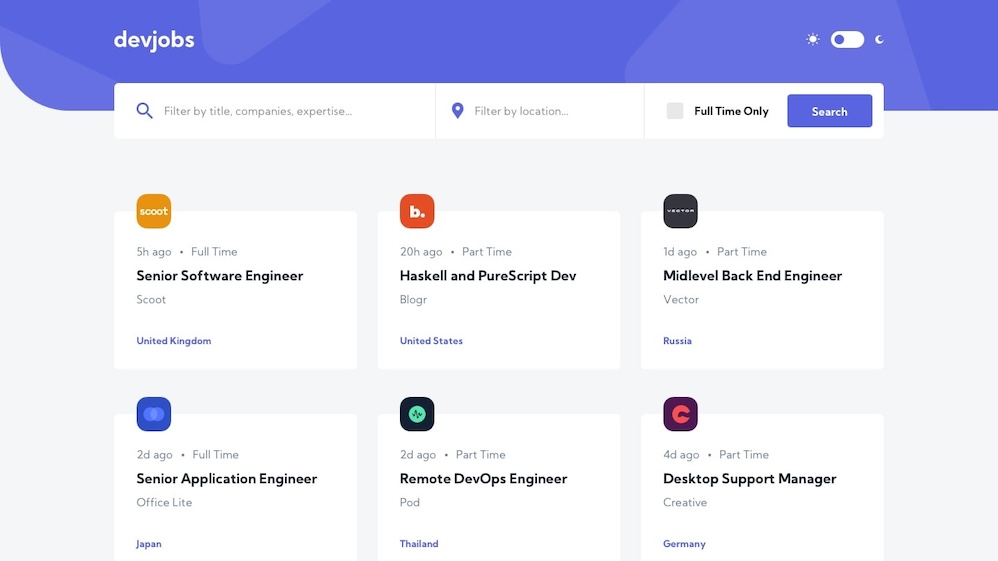 devjobs
Filter by title, companies, expertise...
Filter by location...
Full Time Only
Search
scoot
5h ago • Full Time
Senior Software Engineer
Scoot
United Kingdom
b.
20h ago • Part Time
Haskell and PureScript Dev
Blogr
United States
VECTOR
1d ago • Part Time
Midlevel Back End Engineer
Vector
Russia
2d ago • Full Time
Senior Application Engineer
Office Lite
Japan
2d ago • Part Time
Remote DevOps Engineer
Pod
Thailand
4d ago • Part Time
Desktop Support Manager
Creative
Germany